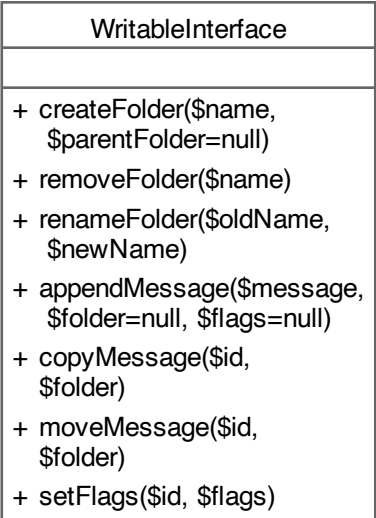 WritableInterface
+ createFolder($name,
$parentFolder=null)
+ removeFolder($name)
+ renameFolder($oldName,
$newName)
+ appendMessage($message,
$folder=null, $flags=null)
+ copyMessage($id,
$folder)
+ moveMessage($id,
$folder)
+ setFlags($id, $flags)